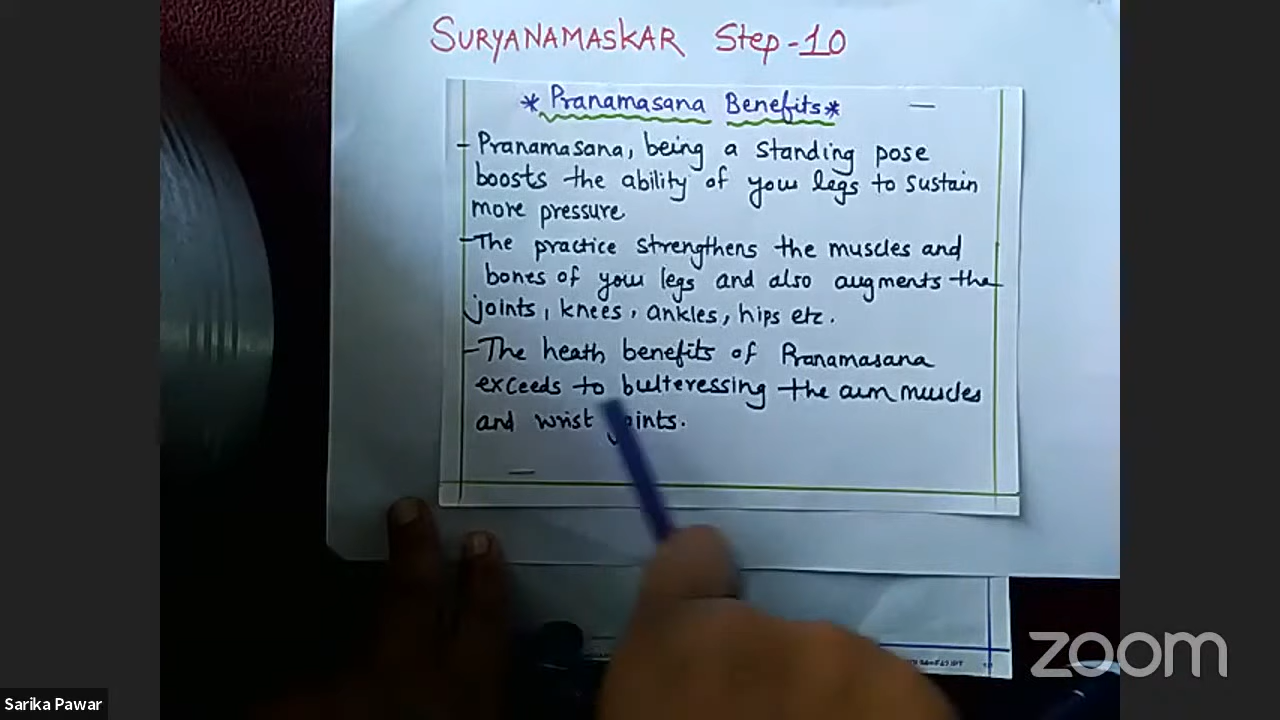 SURYANAMASKAR Step-10
* Pranamasana Benefits *
- Pranamasana, being a standing pose
boosts the ability of your legs to sustain
more pressure
- The practice strengthens the muscles and
bones of your legs and also augments the
joints, knees, ankles, hips etc.
- The heath benefits of Pranamasana
exceeds to bulteressing the arm muscles
and wrist joints.
zoom
Sarika Pawar